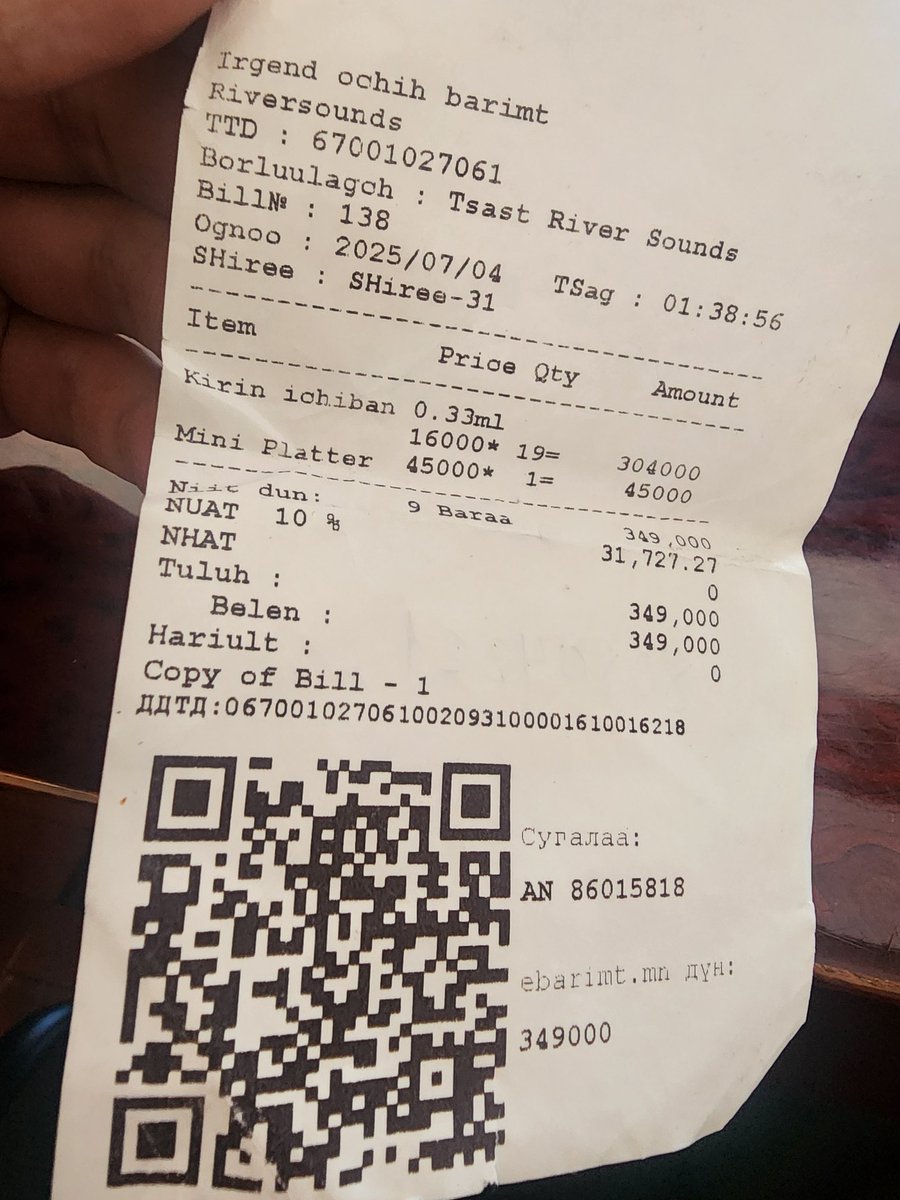 Irgend ochih barimt
Riversounds
TTD : 67001027061
Borluulagch : Tsast River Sounds
Bill№ : 138
Ognoo : 2025/07/04 TSag : 01:38:56
SHiree : SHiree-31
Item Price Qty Amount
Kirin ichiban 0.33ml
16000* 19= 304000
Mini Platter 45000* 1= 45000
dun: 9 Baraa 349,000
NUAT 10 % 31,727.27
NHAT 0
Tuluh : 349,000
Belen : 349,000
Hariult : 0
Copy of Bill - 1
ДДТД:067001027061002093100001610016218
Сугалаа:
AN 86015818
ebarimt.mn дүн:
349000